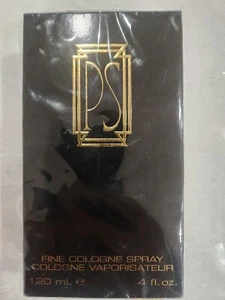 PS
FINE COLOGNE SPRAY
COLOGNE VAPORISATEUR
120 mL e 4 fl.oz.